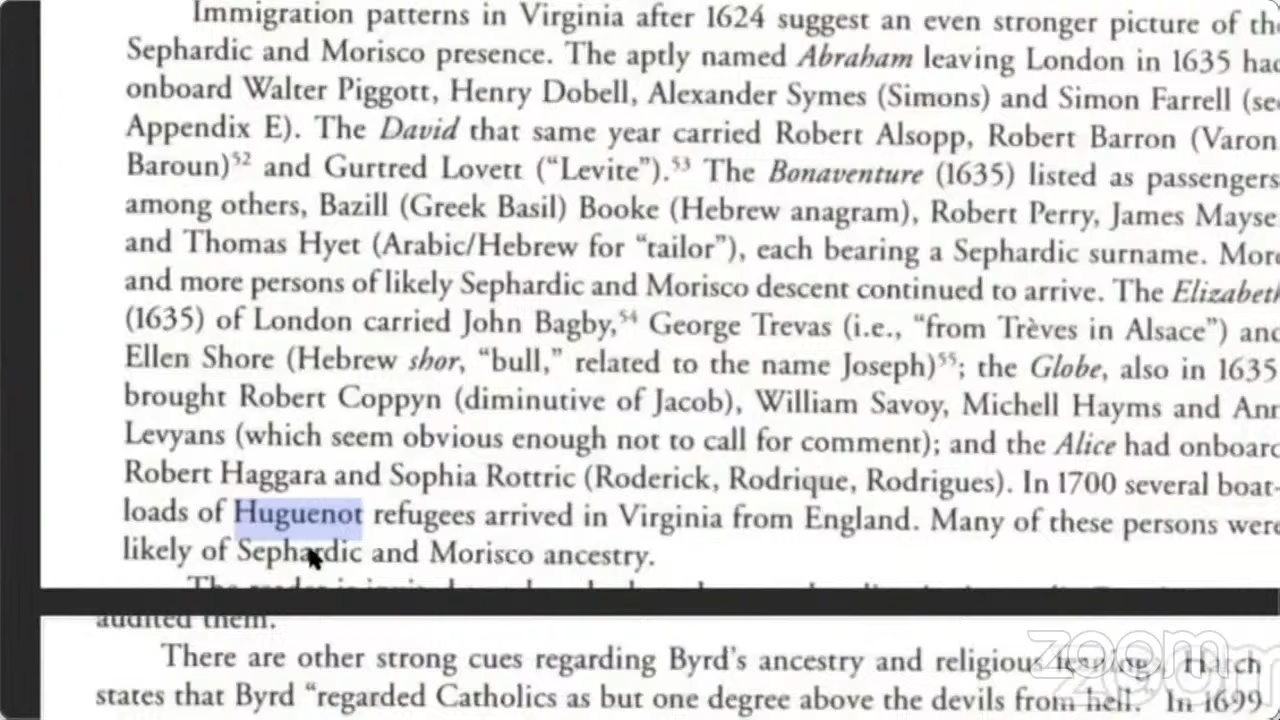 Immigration patterns in Virginia after 1624 suggest an even stronger picture of the
Sephardic and Morisco presence. The aptly named Abraham leaving London in 1635 had
onboard Walter Piggott, Henry Dobell, Alexander Symes (Simons) and Simon Farrell (see
Appendix E). The David that same year carried Robert Alsopp, Robert Barron (Varon,
Baroun)⁵² and Gurtred Lovett (“Levite”).⁵³ The Bonaventure (1635) listed as passengers,
among others, Bazill (Greek Basil) Booke (Hebrew anagram), Robert Perry, James Mayse
and Thomas Hyet (Arabic/Hebrew for “tailor”), each bearing a Sephardic surname. More
and more persons of likely Sephardic and Morisco descent continued to arrive. The Elizabeth
(1635) of London carried John Bagby,⁵⁴ George Trevas (i.e., “from Trèves in Alsace”) and
Ellen Shore (Hebrew shor, “bull,” related to the name Joseph)⁵⁵; the Globe, also in 1635
brought Robert Coppyn (diminutive of Jacob), William Savoy, Michell Hayms and Ann
Levyans (which seem obvious enough not to call for comment); and the Alice had onboard
Robert Haggara and Sophia Rottric (Roderick, Rodrique, Rodrigues). In 1700 several boat-
loads of Huguenot refugees arrived in Virginia from England. Many of these persons were
likely of Sephardic and Morisco ancestry.
The reader is invited
audited them.
There are other strong cues regarding Byrd’s ancestry and religious leaning. Hatch
states that Byrd “regarded Catholics as but one degree above the devils from hell.” In 1699
zoom
zoom